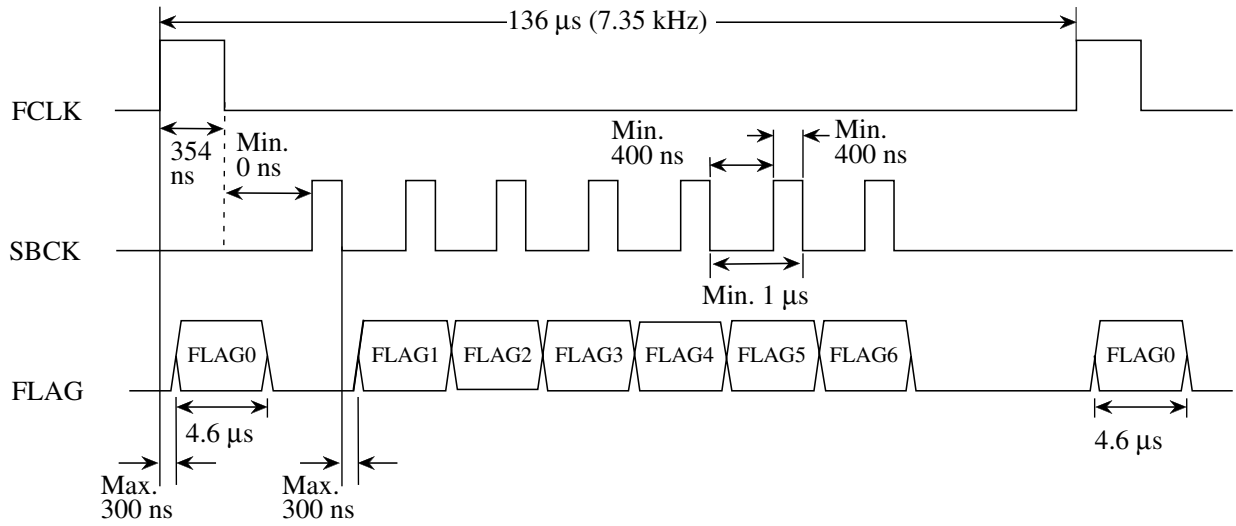 136 μs (7.35 kHz)
FCLK
354
ns
Min.
0 ns
Min.
400 ns
Min.
400 ns
SBCK
Min. 1 μs
FLAG0
FLAG1
FLAG2
FLAG3
FLAG4
FLAG5
FLAG6
FLAG0
FLAG
4.6 μs
4.6 μs
Max.
300 ns
Max.
300 ns